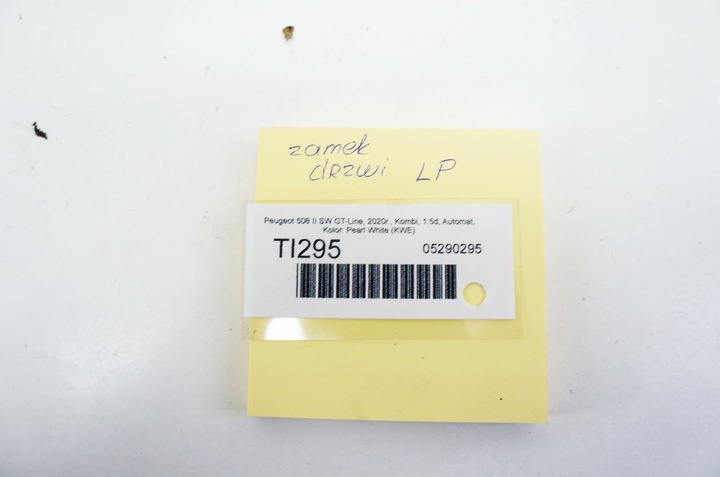 zamek
drzwi LP
Peugeot 508 II SW GT-Line, 2020r., Kombi, 1.5d, Automat,
Kolor: Pearl White (KWE)
TI295 05290295